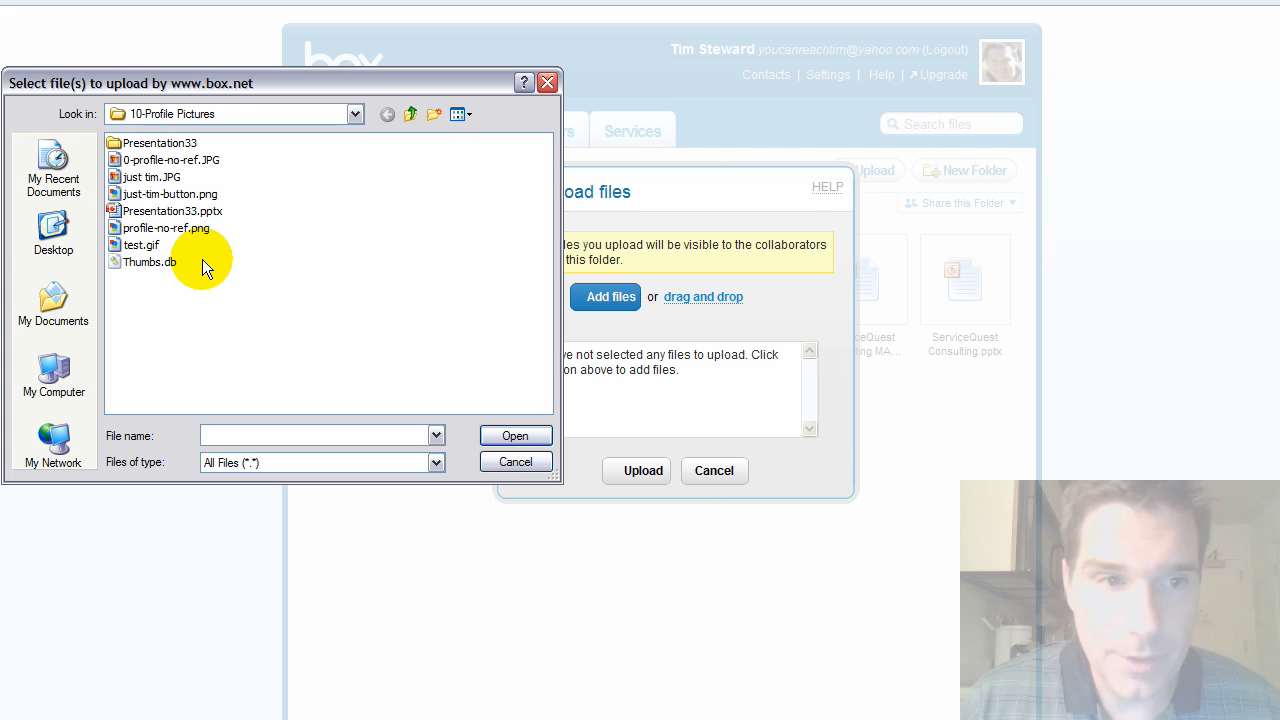 box
Tim Steward youcanreachtim@yahoo.com (Logout)
Contacts | Settings | Help | Upgrade
Select file(s) to upload by www.box.net
?
Look in: 10-Profile Pictures
My Recent Documents
Desktop
My Documents
My Computer
My Network
Presentation33
0-profile-no-ref.JPG
just tim.JPG
just-tim-button.png
Presentation33.pptx
profile-no-ref.png
test.gif
Thumbs.db
File name:
Open
Files of type: All Files (*.*)
Cancel
Services
Search files
Upload
New Folder
Share this Folder
oad files
HELP
les you upload will be visible to the collaborators
this folder.
Add files or drag and drop
ve not selected any files to upload. Click
on above to add files.
Upload
Cancel
ceQuest
ting MA...
ServiceQuest
Consulting.pptx